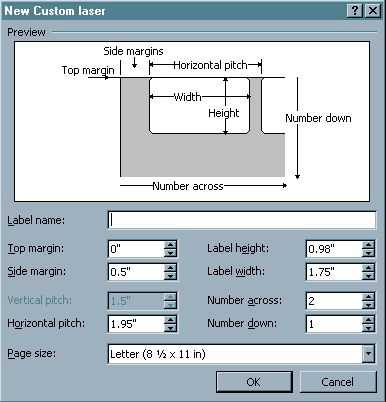 New Custom laser
Preview
Side margins
Horizontal pitch
Top margin
Width
Height
Number down
Number across
Label name:
Top margin: 0" Label height: 0.98"
Side margin: 0.5" Label width: 1.75"
Vertical pitch: 1.5" Number across: 2
Horizontal pitch: 1.95" Number down: 1
Page size: Letter (8 ½ x 11 in)
OK Cancel